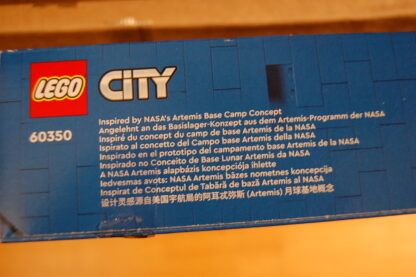 LEGO CITY
60350
Inspired by NASA's Artemis Base Camp Concept
Angelehnt an das Basislager-Konzept aus dem Artemis-Programm der NASA
Inspiré du concept du camp de base Artemis de la NASA
Ispirato al concetto del Campo base Artemis della NASA
Inspirado en el prototipo del campamento base Artemis de la NASA
Inspirado no Conceito de Base Lunar Artemis da NASA
A NASA Artemis alapbázis koncepciója ihlette
Iedvesmas avots: NASA Artemis bāzes nometnes koncepcija
Inspirat de Conceptul de Tabără de bază Artemis al NASA
设计灵感源自美国宇航局的阿耳忒弥斯 (Artemis) 月球基地概念